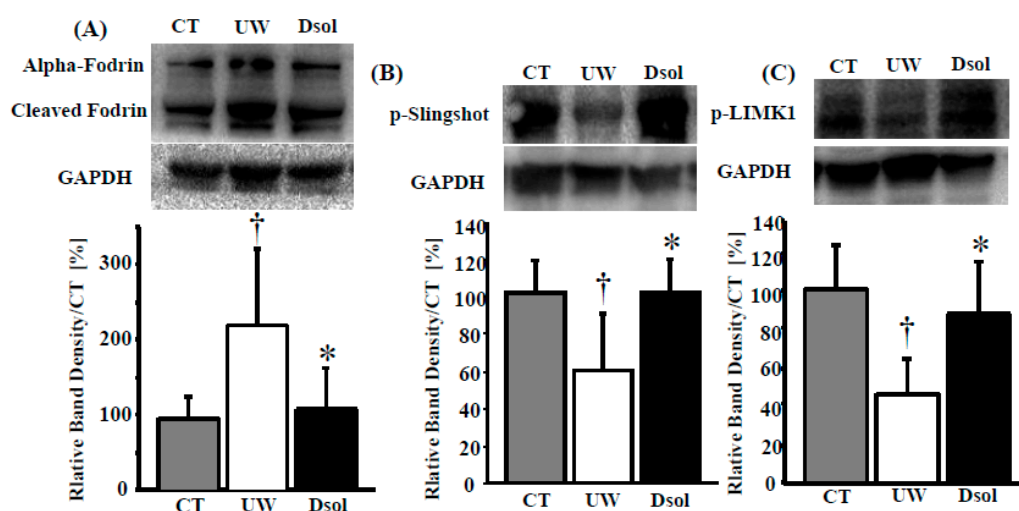 (A)
CT UW Dsol
Alpha-Fodrin
Cleaved Fodrin
GAPDH
Rlative Band Density/CT [%]
300
200
100
0
†
*
CT UW Dsol
(B)
CT UW Dsol
p-Slingshot
GAPDH
Rlative Band Density/CT [%]
140
120
100
80
60
40
20
0
†
*
CT UW Dsol
(C)
CT UW Dsol
p-LIMK1
GAPDH
Rlative Band Density/CT [%]
140
120
100
80
60
40
20
0
†
*
CT UW Dsol